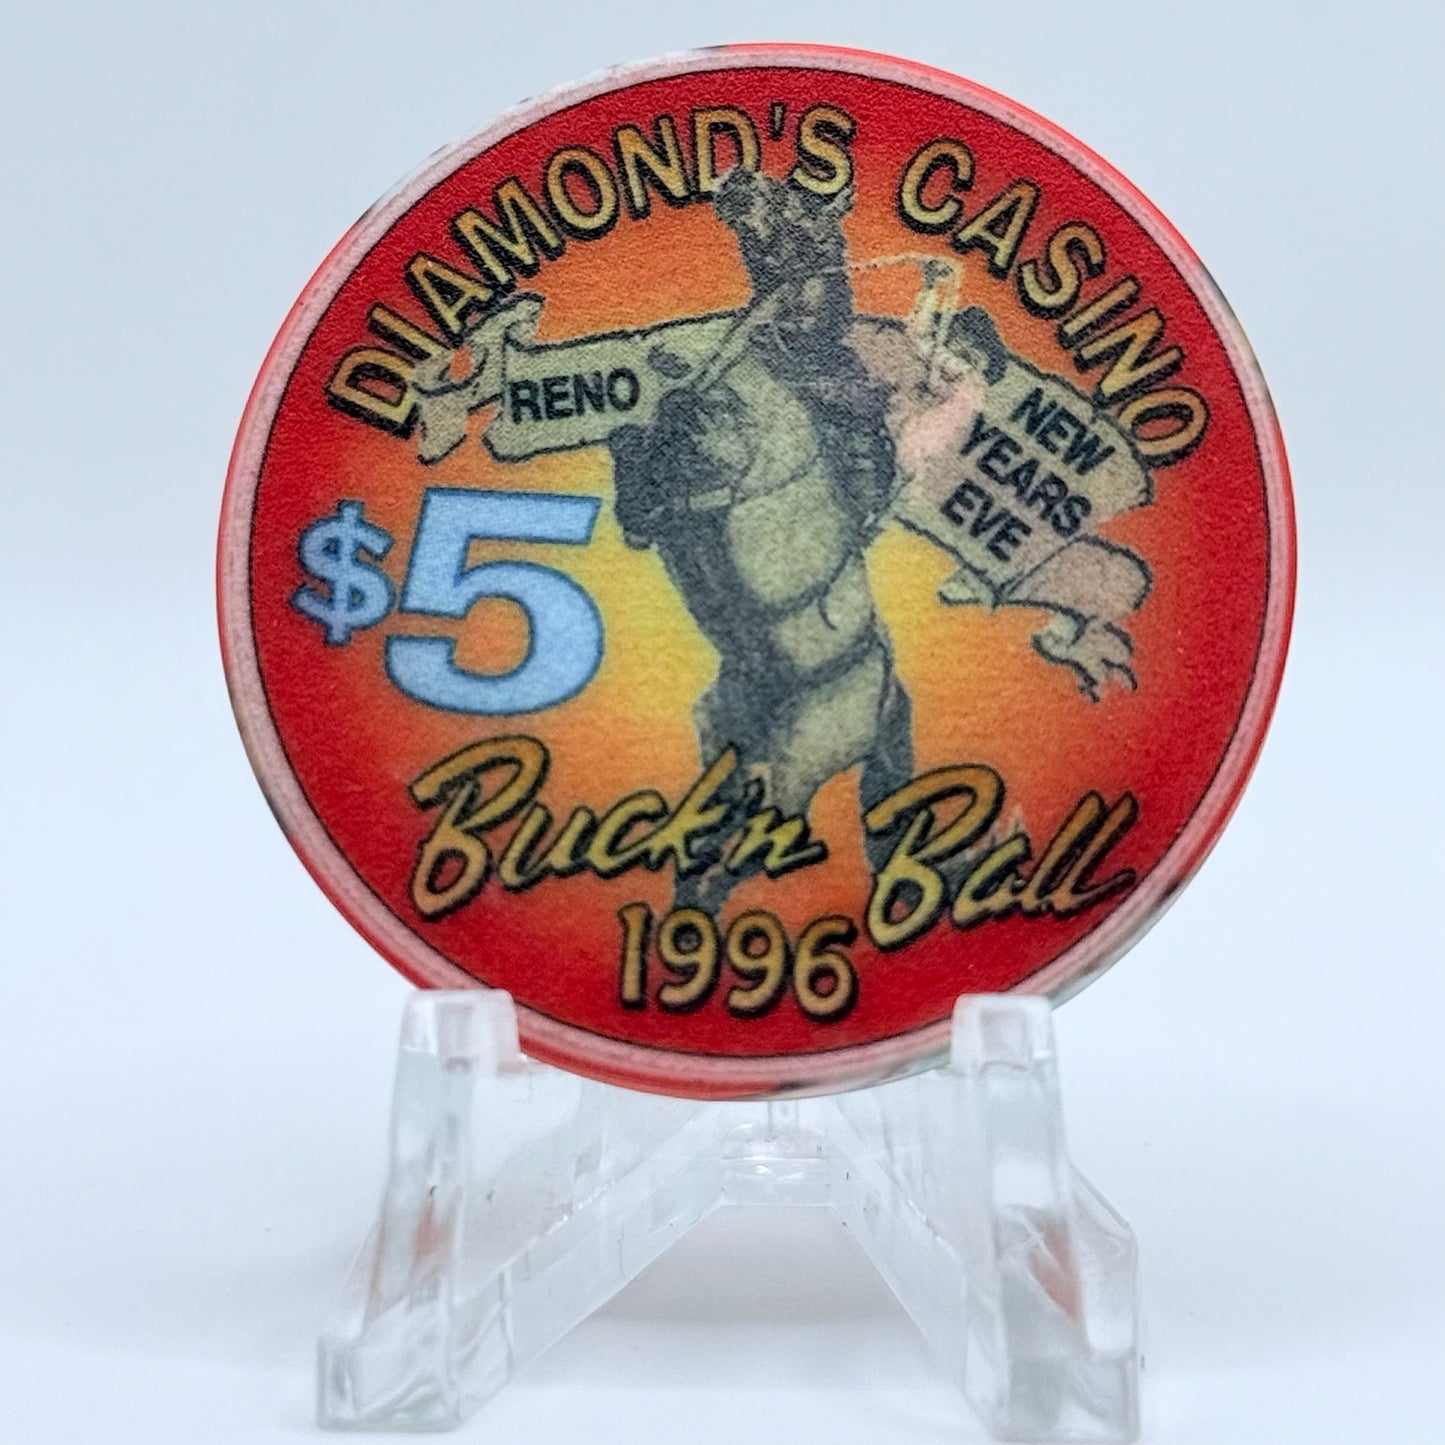 DIAMOND'S CASINO
RENO
NEW
YEARS
EVE
$5
Buck'n Ball
1996